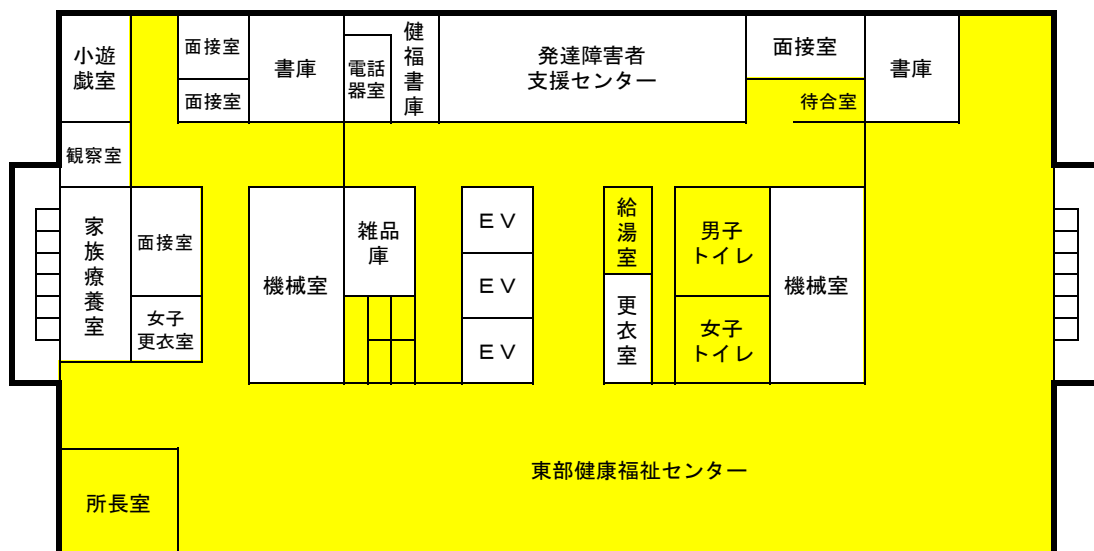 小遊
戯室
面接室
面接室
書庫
電話
器室
健
福
書
庫
発達障害者
支援センター
面接室
待合室
書庫
観察室
家
族
療
養
室
面接室
女子
更衣室
機械室
雑品
庫
ＥＶ
ＥＶ
ＥＶ
給
湯
室
更
衣
室
男子
トイレ
女子
トイレ
機械室
東部健康福祉センター
所長室